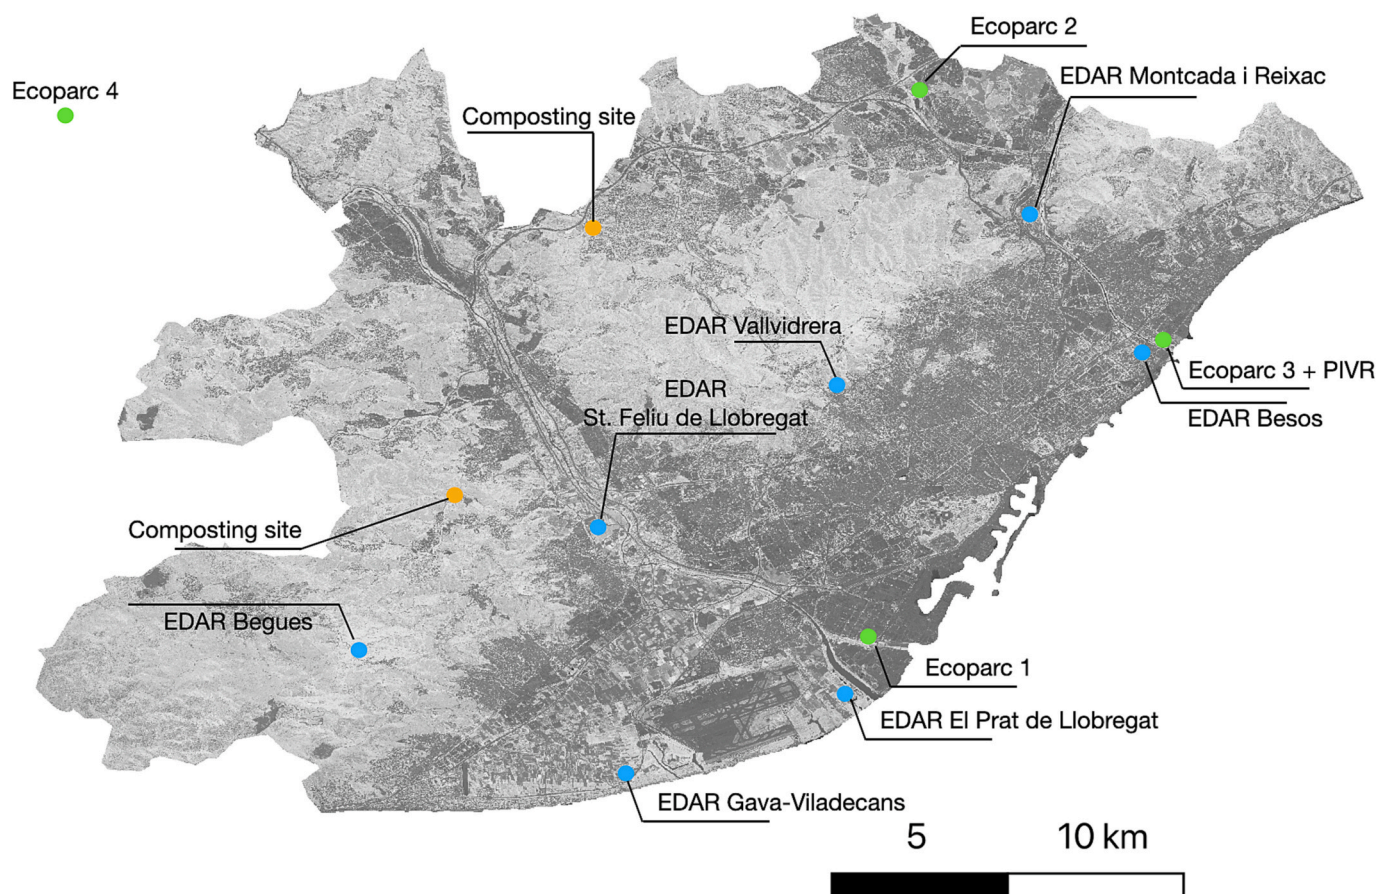 Ecoparc 2
EDAR Montcada i Reixac
Ecoparc 4
Composting site
EDAR Vallvidrera
Ecoparc 3 + PIVR
EDAR
St. Feliu de Llobregat
EDAR Besos
Composting site
EDAR Begues
Ecoparc 1
EDAR El Prat de Llobregat
EDAR Gava-Viladecans
5 10 km